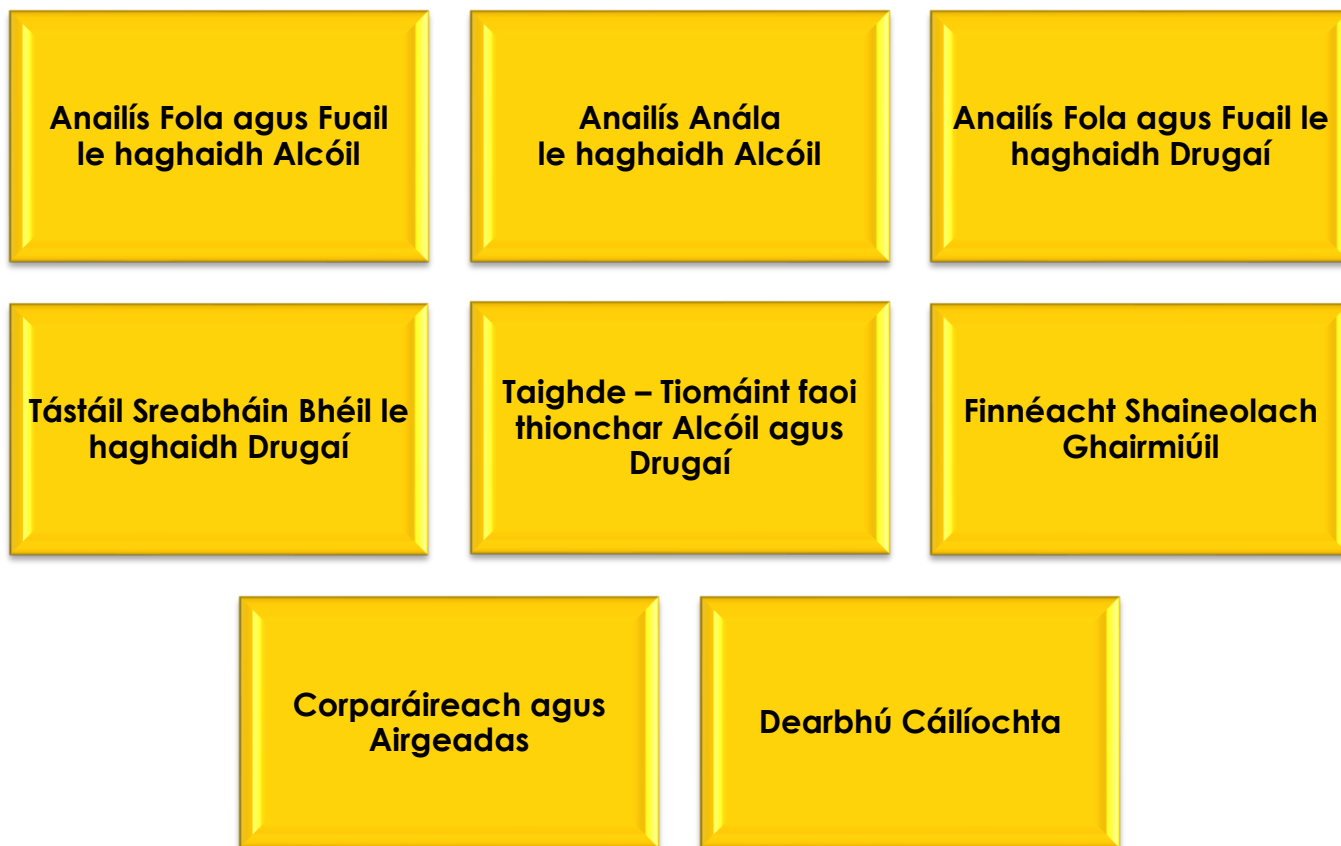 Anailís Fola agus Fuail
le haghaidh Alcóil
Anailís Anála
le haghaidh Alcóil
Anailís Fola agus Fuail le
haghaidh Drugaí
Tástáil Sreabháin Bhéil le
haghaidh Drugaí
Taighde – Tiomáint faoi
thionchar Alcóil agus
Drugaí
Finnéacht Shaineolach
Ghairmiúil
Corparáireach agus
Airgeadas
Dearbhú Cáilíochta